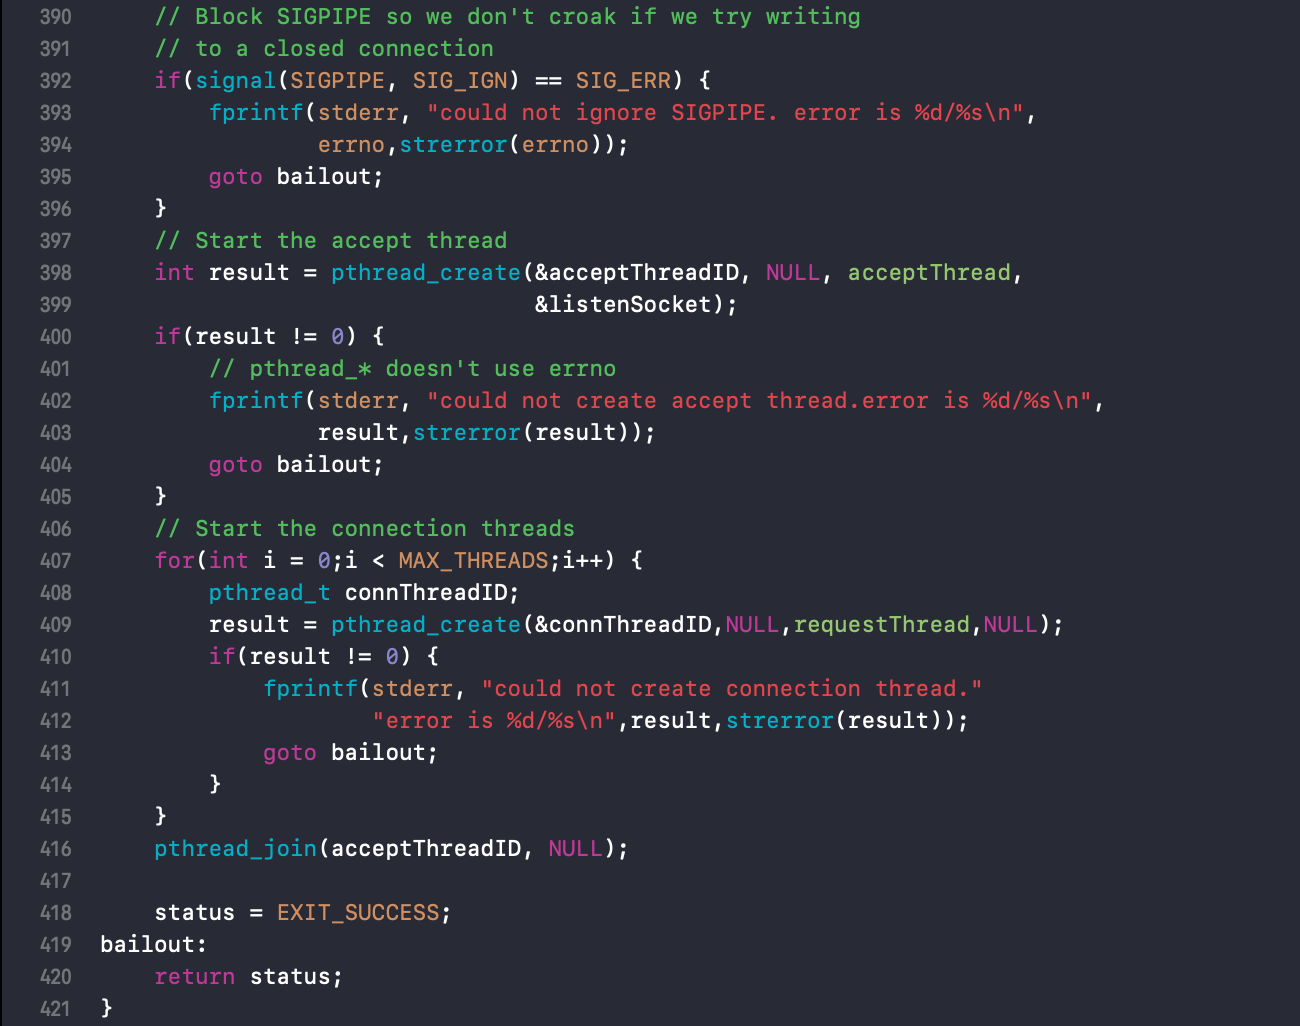 390 // Block SIGPIPE so we don't croak if we try writing
391 // to a closed connection
392 if(signal(SIGPIPE, SIG_IGN) == SIG_ERR) {
393 fprintf(stderr, "could not ignore SIGPIPE. error is %d/%s\n",
394 errno,strerror(errno));
395 goto bailout;
396 }
397 // Start the accept thread
398 int result = pthread_create(&acceptThreadID, NULL, acceptThread,
399 &listenSocket);
400 if(result != 0) {
401 // pthread_* doesn't use errno
402 fprintf(stderr, "could not create accept thread.error is %d/%s\n",
403 result,strerror(result));
404 goto bailout;
405 }
406 // Start the connection threads
407 for(int i = 0;i < MAX_THREADS;i++) {
408 pthread_t connThreadID;
409 result = pthread_create(&connThreadID,NULL,requestThread,NULL);
410 if(result != 0) {
411 fprintf(stderr, "could not create connection thread."
412 "error is %d/%s\n",result,strerror(result));
413 goto bailout;
414 }
415 }
416 pthread_join(acceptThreadID, NULL);
417
418 status = EXIT_SUCCESS;
419 bailout:
420 return status;
421 }